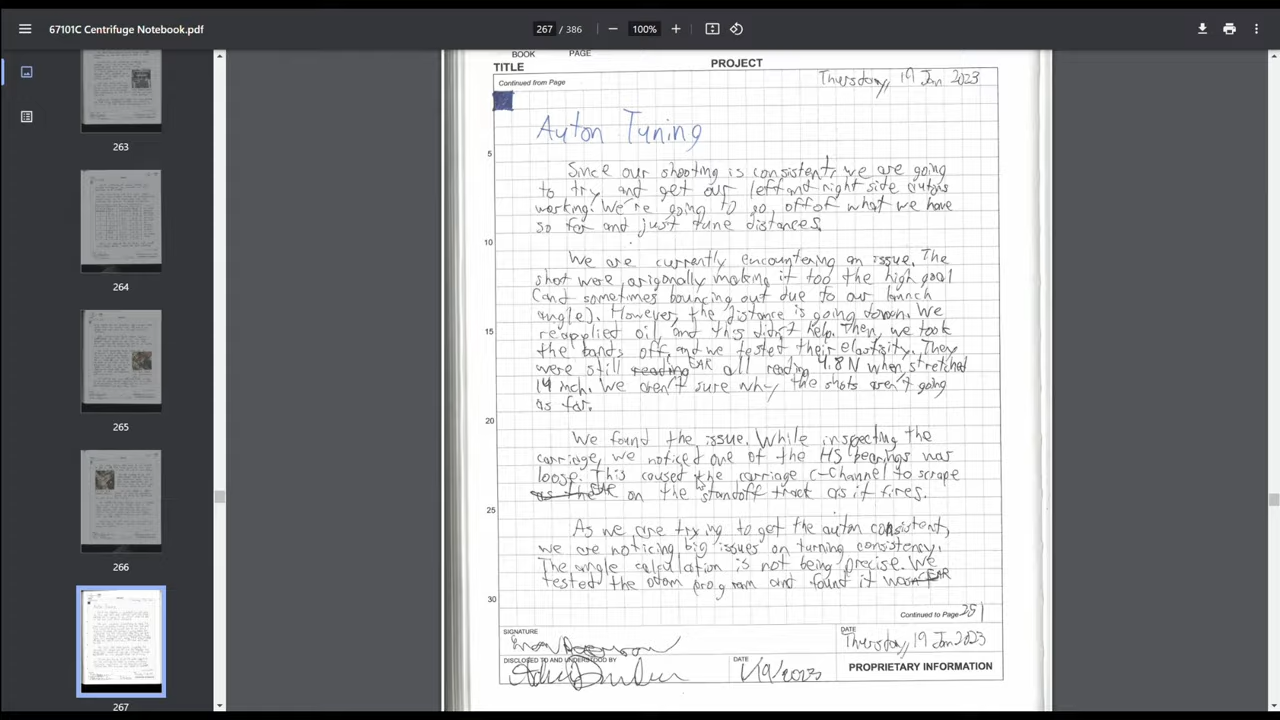 67101C Centrifuge Notebook.pdf
267 / 386
100%
263
264
265
266
267
BOOK PAGE
TITLE PROJECT
Continued from Page
Thursday, 19 Jan 2023
Auton Tuning
5
Since our shooting is consistent, we are going
to try and get our left and right side autons
working. We're going to go off of what we have
so far and just tune distances.
10
We are currently encountering an issue. The
shot were origonally making it too the high goal
(and sometimes bouncing out due to our launch
angle). However, the distance is going down. We
15
reapplied oil, and this didn't help. Then, we took
the bands off, and we tested their elasticity. They
were still reading EAR all reading 4.8 N when stretched
14 inch. We aren't sure why the shots aren't going
as far.
20
We found the issue. While inspecting the
carriage, we noticed one of the HS bearings was
loose. This caused the carriage C-Channel to scrape
as the EAR on the standoff track as it fires.
25
As we are trying to get the auton consistent,
we are noticing big issues on turning consistency.
The angle calculation is not being precise. We
tested the odom program and found it wasn't EAR
30
Continued to Page 251
SIGNATURE
DATE
Thursday, 19 Jan 2023
DISCLOSED TO AND UNDERSTOOD BY
DATE
1/19/2023
PROPRIETARY INFORMATION